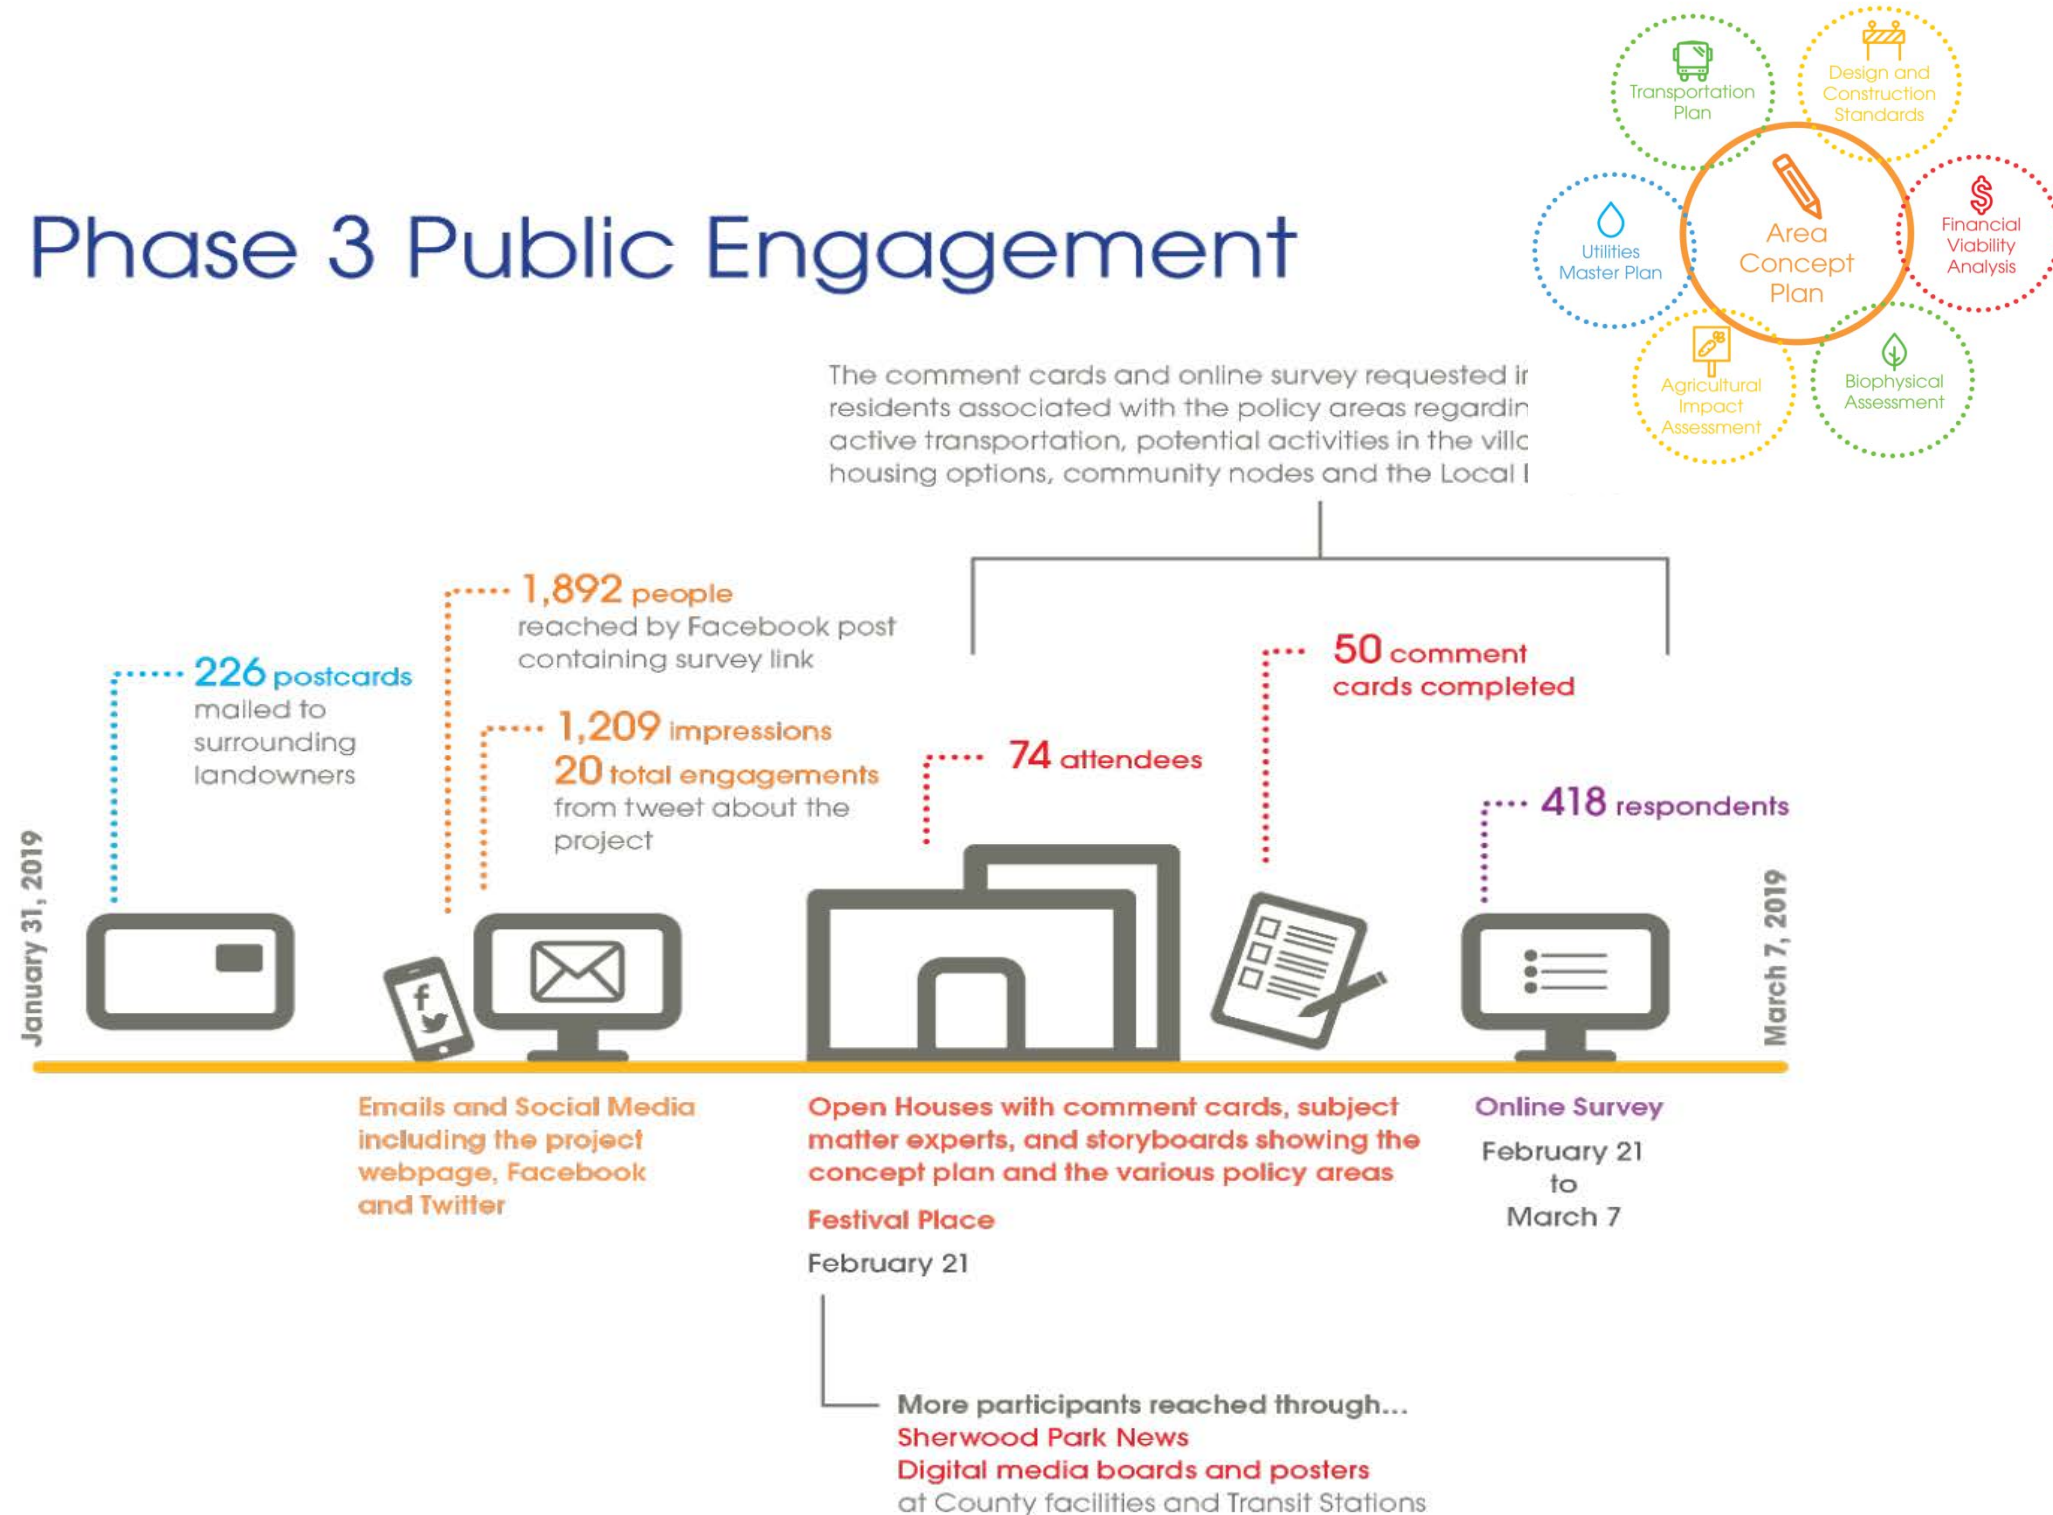 Phase 3 Public Engagement
Transportation
Plan
Design and
Construction
Standards
Utilities
Master Plan
Area
Concept
Plan
Financial
Viability
Analysis
Agricultural
Impact
Assessment
Biophysical
Assessment
The comment cards and online survey requested
residents associated with the policy areas
active transportation, potential activities in the
housing options, community nodes and the Local
226 postcards
mailed to
surrounding
landowners
1,892 people
reached by Facebook post
containing survey link
1,209 impressions
20 total engagements
from tweet about the
project
74 attendees
50 comment
cards completed
418 respondents
January 31, 2019
March 7, 2019
Emails and Social Media
including the project
webpage, Facebook
and Twitter
Open Houses with comment cards, subject
matter experts, and storyboards showing the
concept plan and the various policy areas
Festival Place
February 21
Online Survey
February 21
to
March 7
More participants reached through...
Sherwood Park News
Digital media boards and posters
at County facilities and Transit Stations